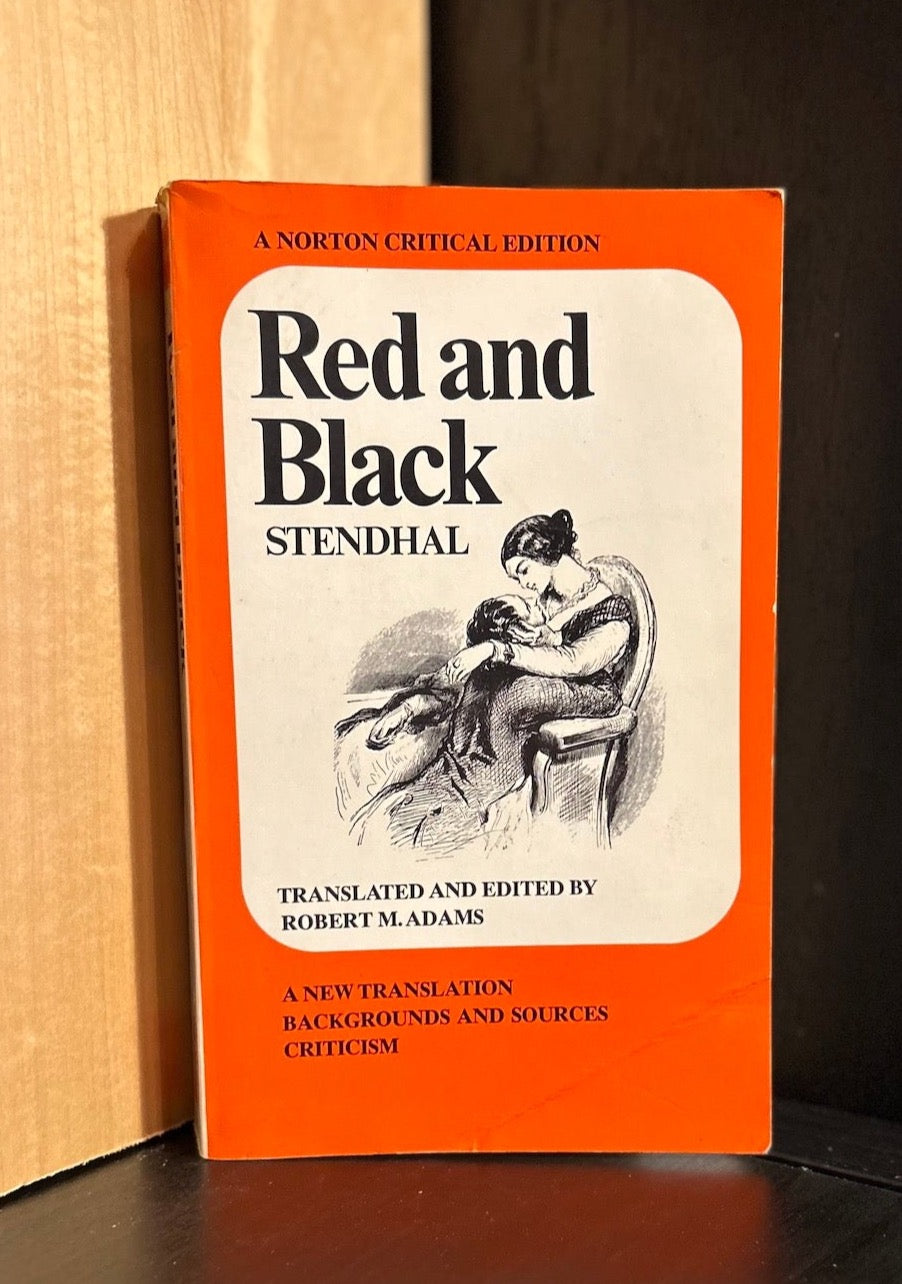 A NORTON CRITICAL EDITION
Red and
Black
STENDHAL
TRANSLATED AND EDITED BY
ROBERT M. ADAMS
A NEW TRANSLATION
BACKGROUNDS AND SOURCES
CRITICISM